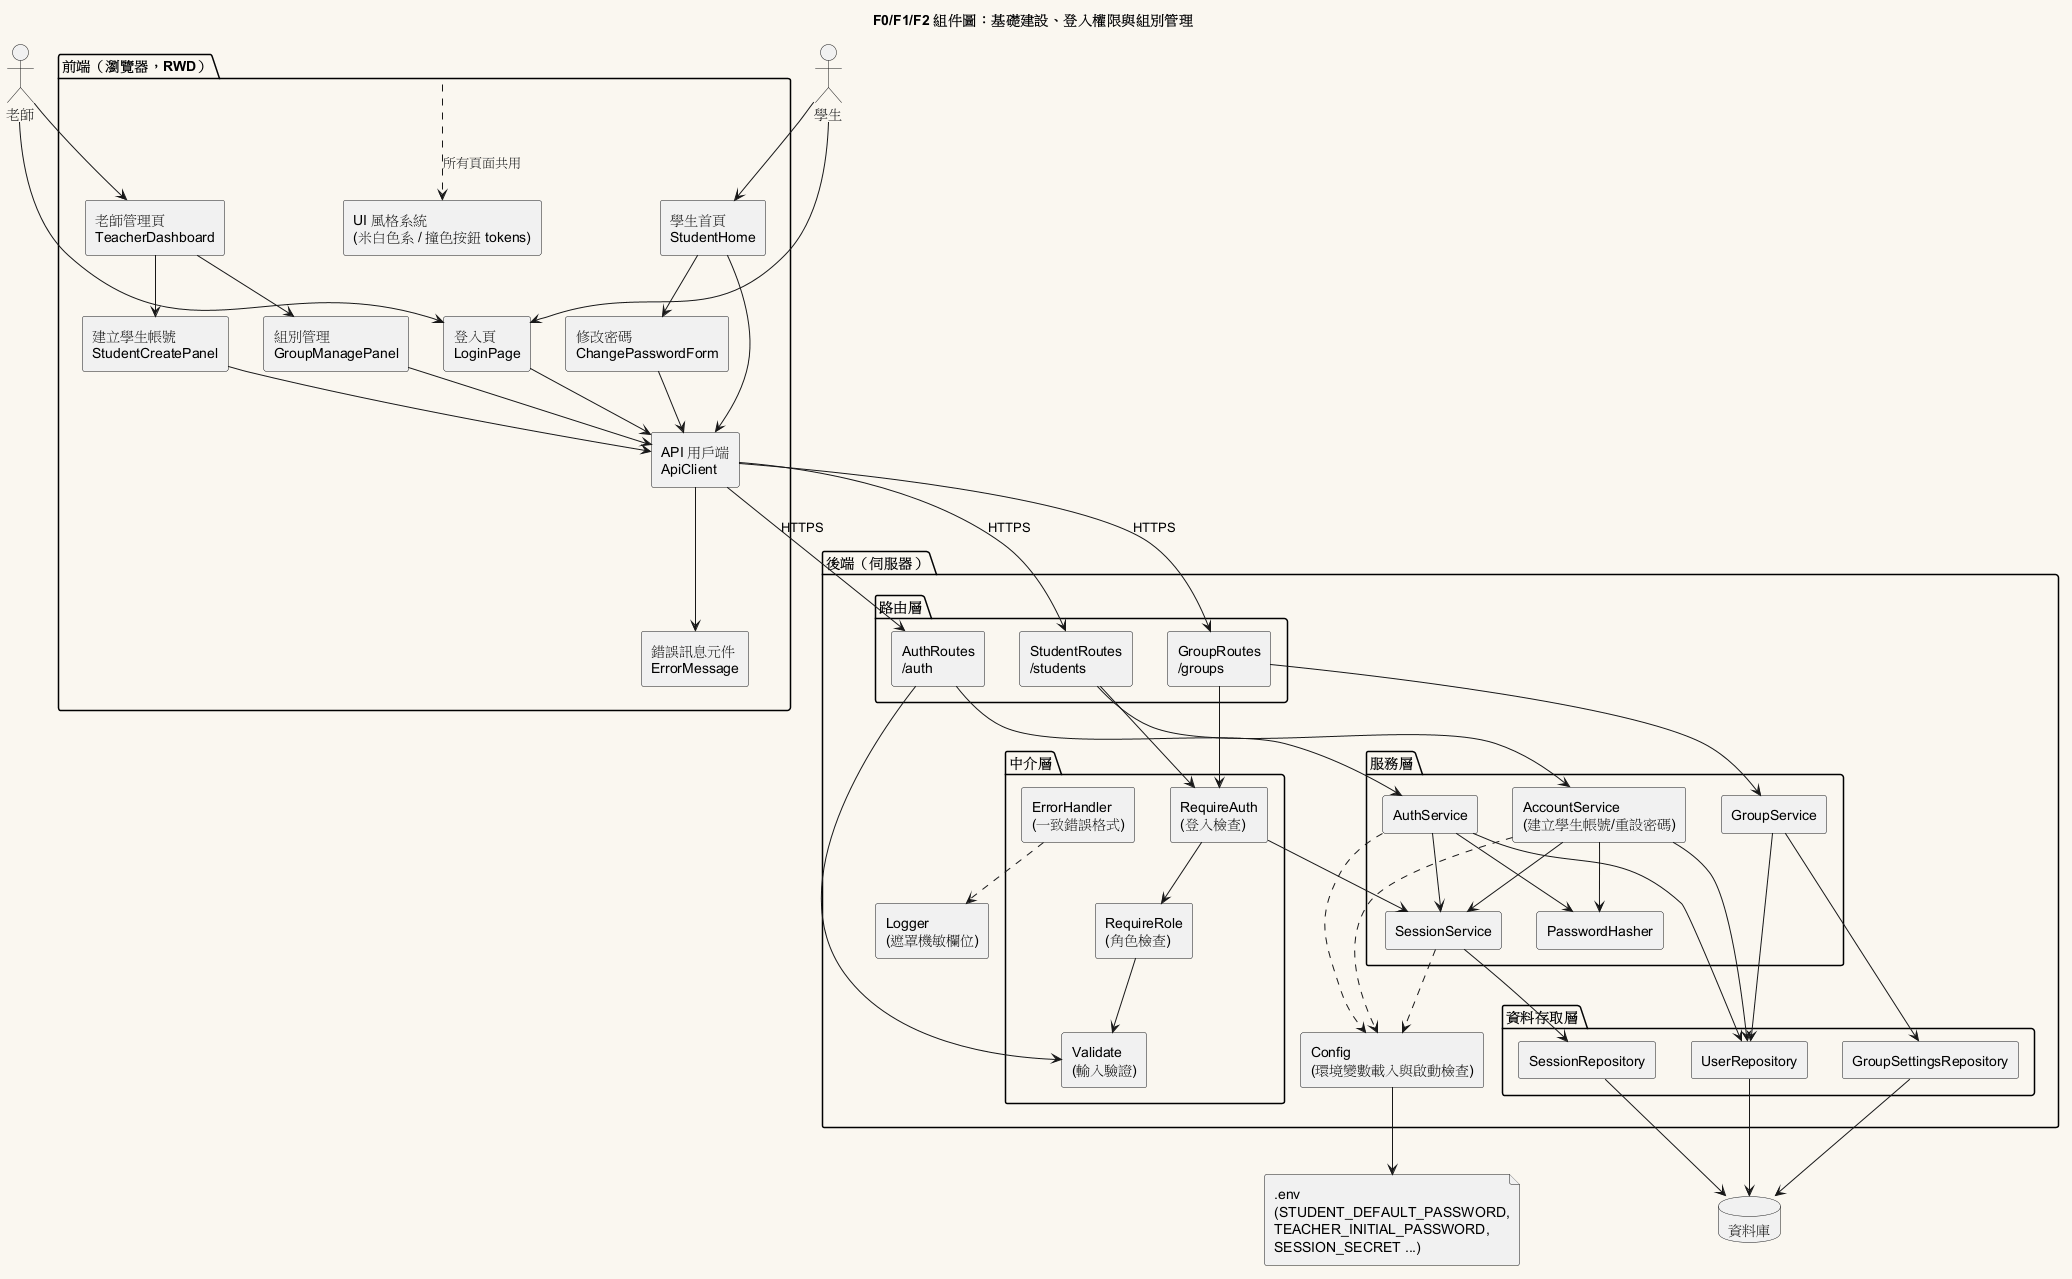 F0/F1/F2 組件圖：基礎建設、登入權限與組別管理
老師
前端（瀏覽器，RWD）
學生
所有頁面共用
老師管理頁
TeacherDashboard
UI 風格系統
(米白色系 / 撞色按鈕 tokens)
學生首頁
StudentHome
建立學生帳號
StudentCreatePanel
組別管理
GroupManagePanel
登入頁
LoginPage
修改密碼
ChangePasswordForm
API 用戶端
ApiClient
HTTPS
HTTPS
HTTPS
錯誤訊息元件
ErrorMessage
後端（伺服器）
路由層
AuthRoutes
/auth
StudentRoutes
/students
GroupRoutes
/groups
中介層
ErrorHandler
(一致錯誤格式)
RequireAuth
(登入檢查)
服務層
AuthService
AccountService
(建立學生帳號/重設密碼)
GroupService
Logger
(遮罩機敏欄位)
RequireRole
(角色檢查)
SessionService
PasswordHasher
Validate
(輸入驗證)
Config
(環境變數載入與啟動檢查)
資料存取層
SessionRepository
UserRepository
GroupSettingsRepository
.env
(STUDENT_DEFAULT_PASSWORD,
TEACHER_INITIAL_PASSWORD,
SESSION_SECRET ...)
資料庫